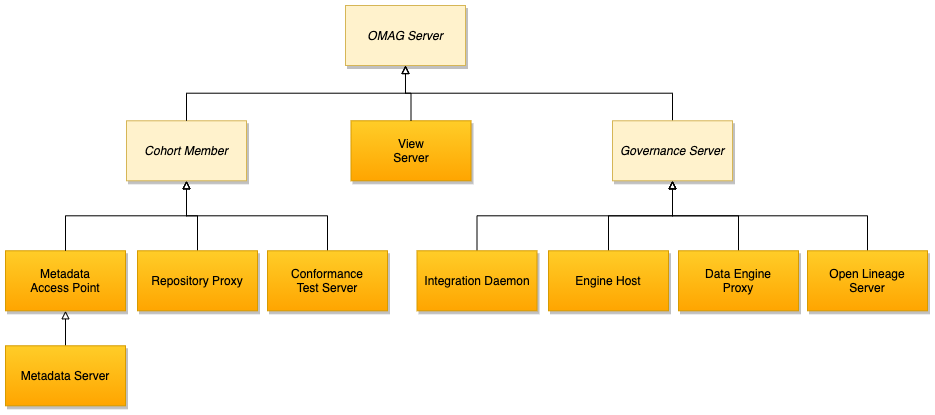 OMAG Server
Cohort Member
View
Server
Governance Server
Metadata
Access Point
Repository Proxy
Conformance
Test Server
Integration Daemon
Engine Host
Data Engine
Proxy
Open Lineage
Server
Metadata Server